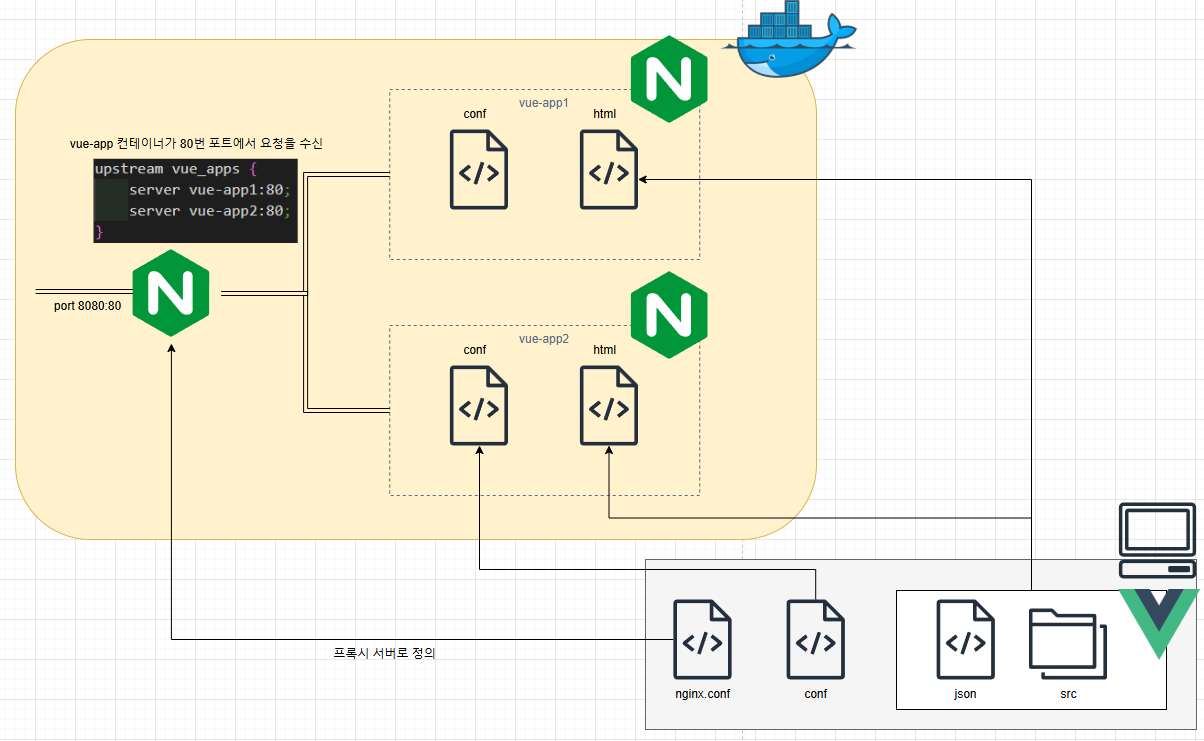 vue-app1
conf
html
vue-app 컨테이너가 80번 포트에서 요청을 수신
upstream vue_apps {
server vue-app1:80;
server vue-app2:80;
}
port 8080:80
vue-app2
conf
html
프록시 서버로 정의
nginx.conf
conf
json
src